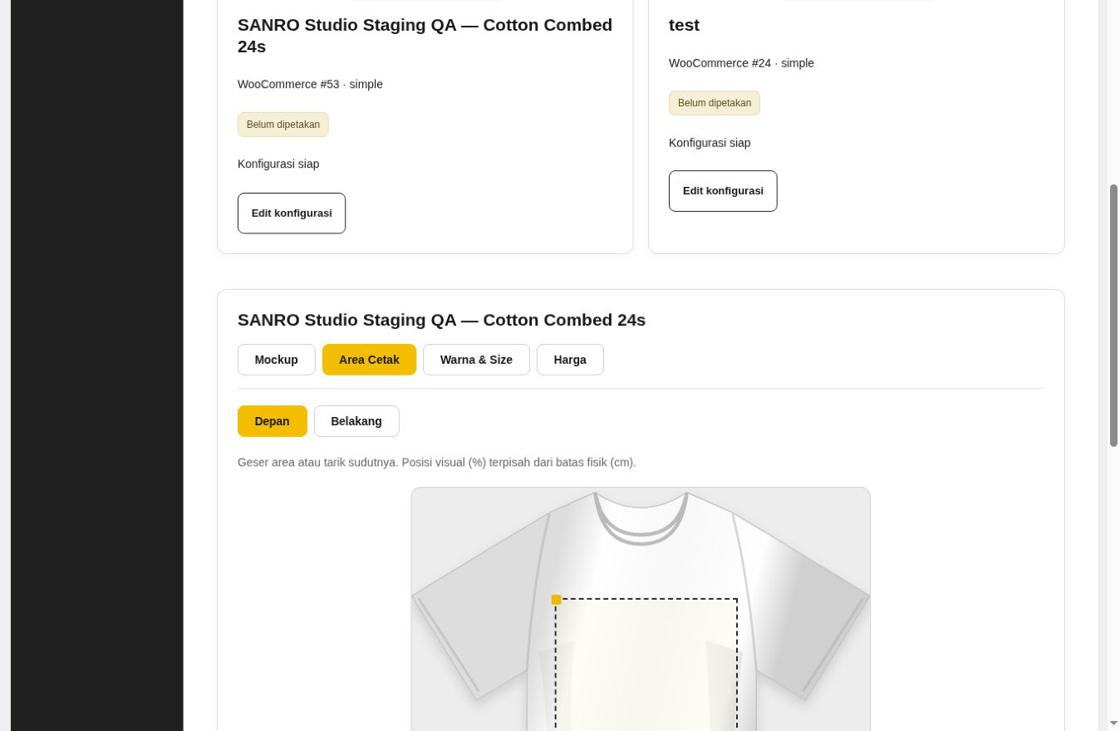 SANRO Studio Staging QA — Cotton Combed
24s
WooCommerce #53 · simple
Belum dipetakan
Konfigurasi siap
Edit konfigurasi
test
WooCommerce #24 · simple
Belum dipetakan
Konfigurasi siap
Edit konfigurasi
SANRO Studio Staging QA — Cotton Combed 24s
Mockup
Area Cetak
Warna & Size
Harga
Depan
Belakang
Geser area atau tarik sudutnya. Posisi visual (%) terpisah dari batas fisik (cm).